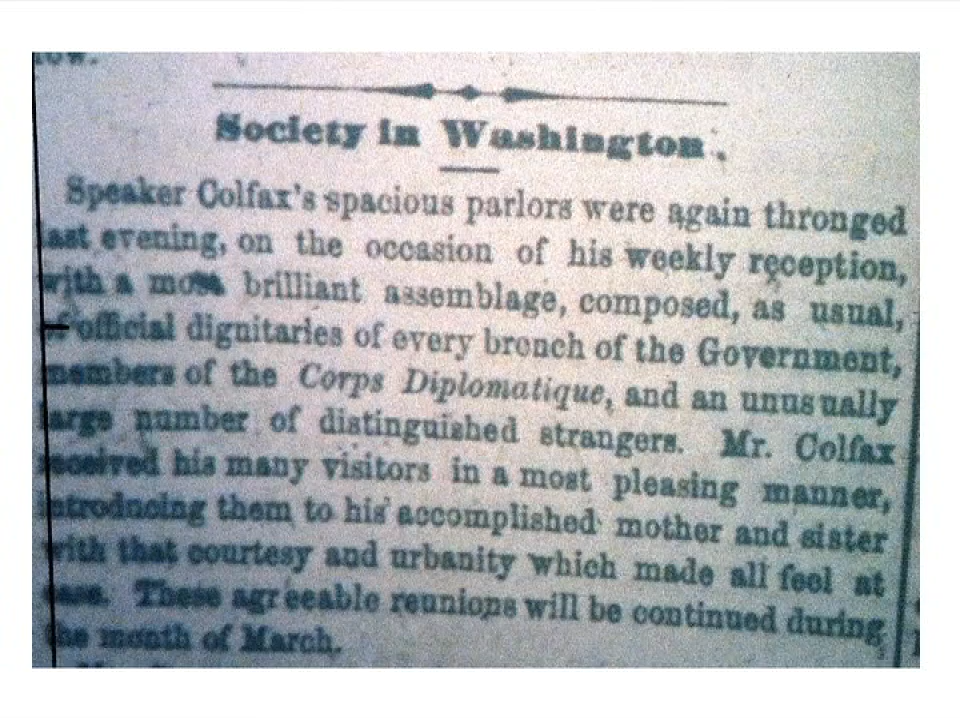 Society in Washington.
Speaker Colfax's spacious parlors were again thronged
last evening, on the occasion of his weekly reception,
with a most brilliant assemblage, composed, as usual,
of official dignitaries of every bronch of the Government,
members of the Corps Diplomatique, and an unusually
large number of distinguished strangers. Mr. Colfax
received his many visitors in a most pleasing manner,
introducing them to his accomplished mother and sister
with that courtesy and urbanity which made all feel at
ease. These agreeable reunions will be continued during
the month of March.